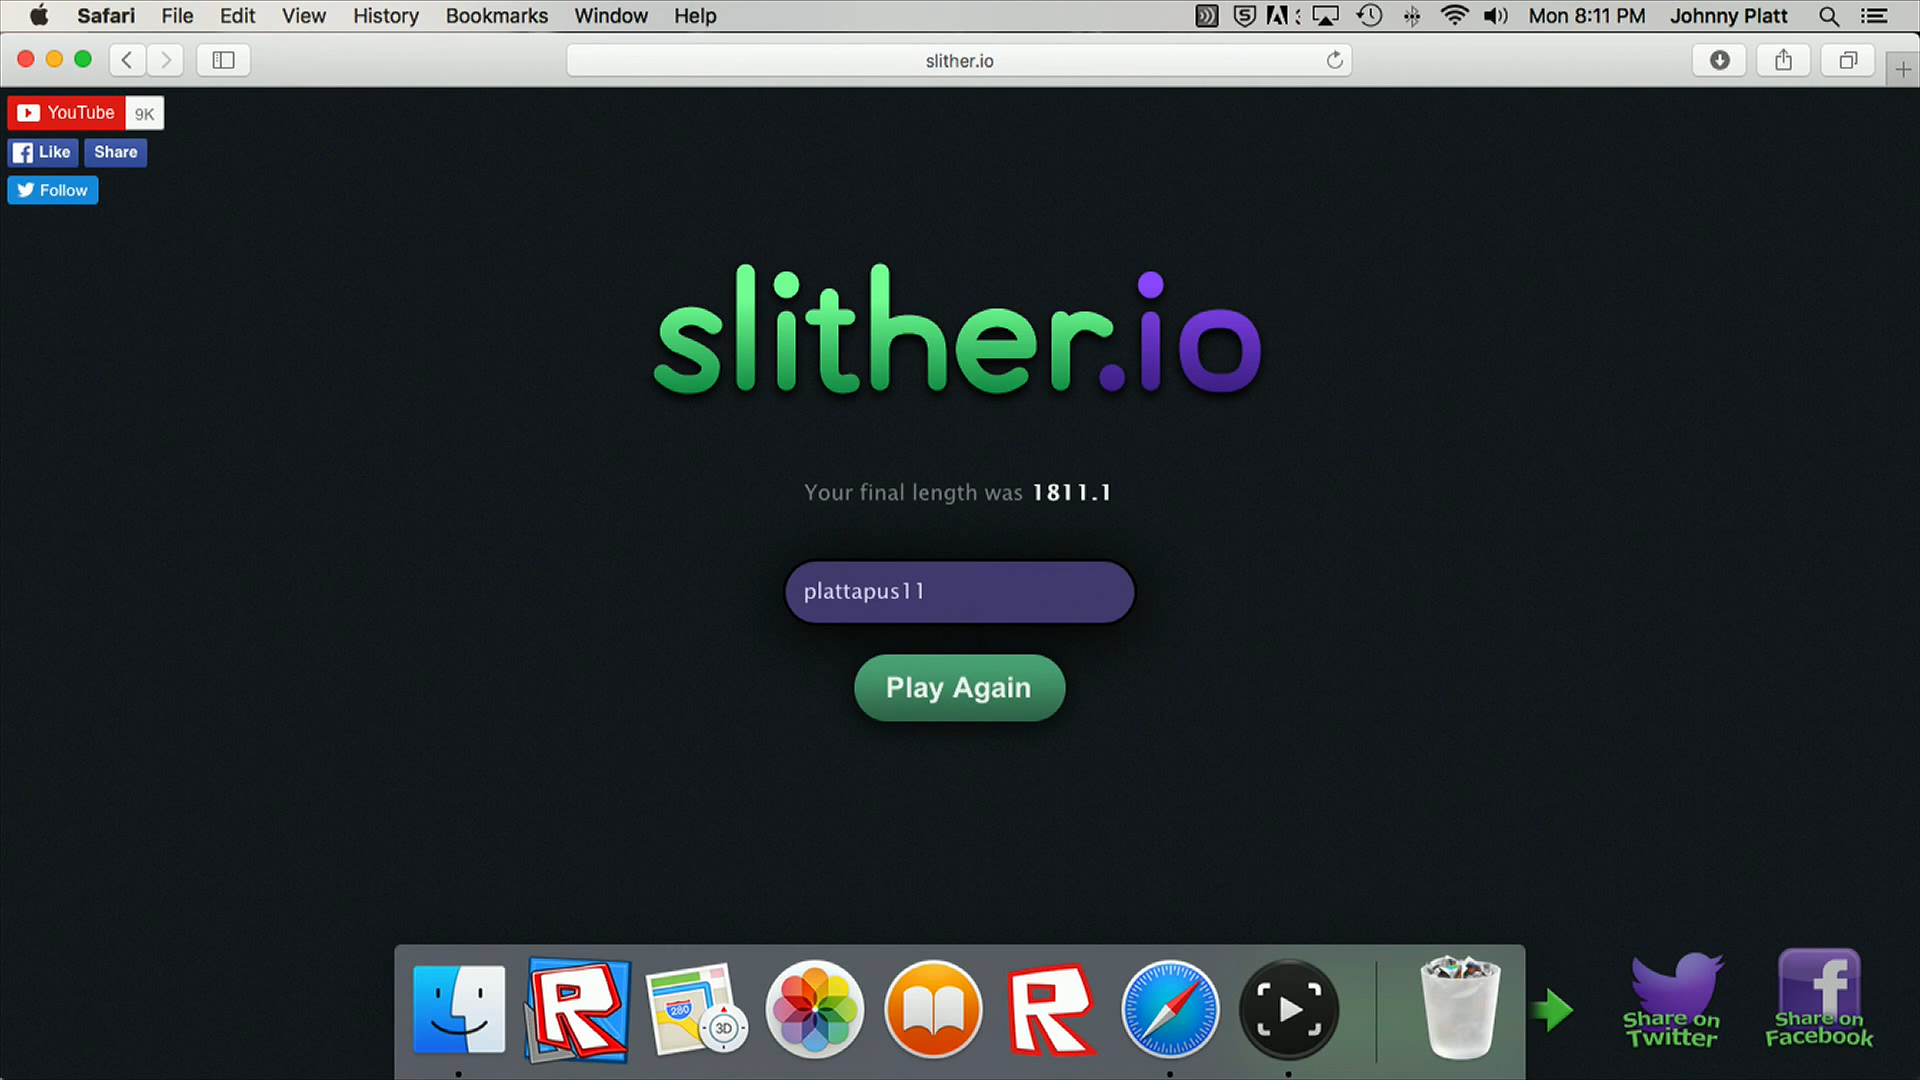 Safari File Edit View History Bookmarks Window Help Mon 8:11 PM Johnny Platt
slither.io
YouTube 9K
Like Share
Follow
slither.io
Your final length was 1811.1
plattapus11
Play Again
280
3D
Share on Twitter
Share on Facebook